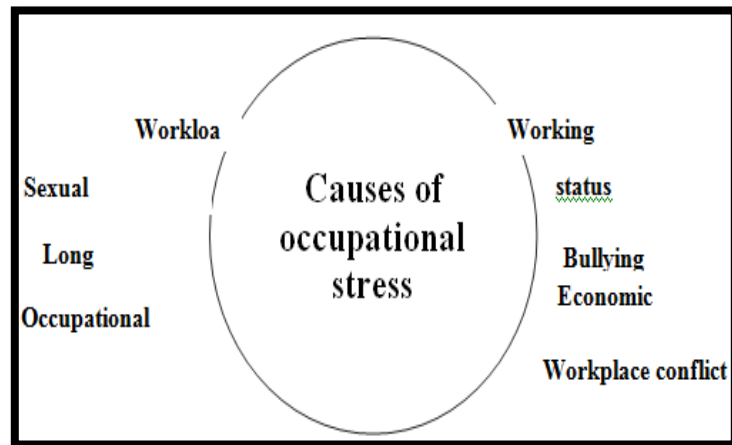 Workloa
Sexual
Long
Occupational
Causes of
occupational
stress
Working
status
Bullying
Economic
Workplace conflict